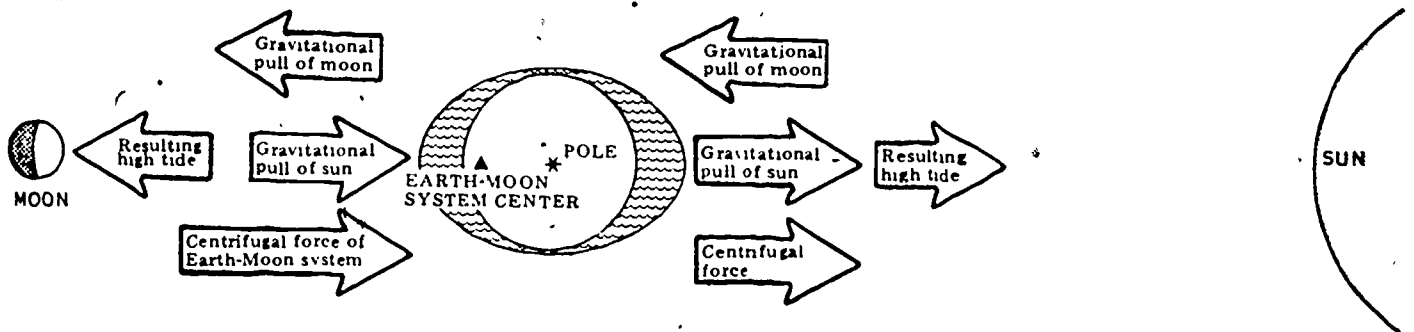 Gravitational
pull of moon
Gravitational
pull of moon
Resulting
high tide
Gravitational
pull of sun
POLE
Gravitational
pull of sun
Resulting
high tide
SUN
MOON
EARTH-MOON
SYSTEM CENTER
Centrifugal force of
Earth-Moon system
Centrifugal
force